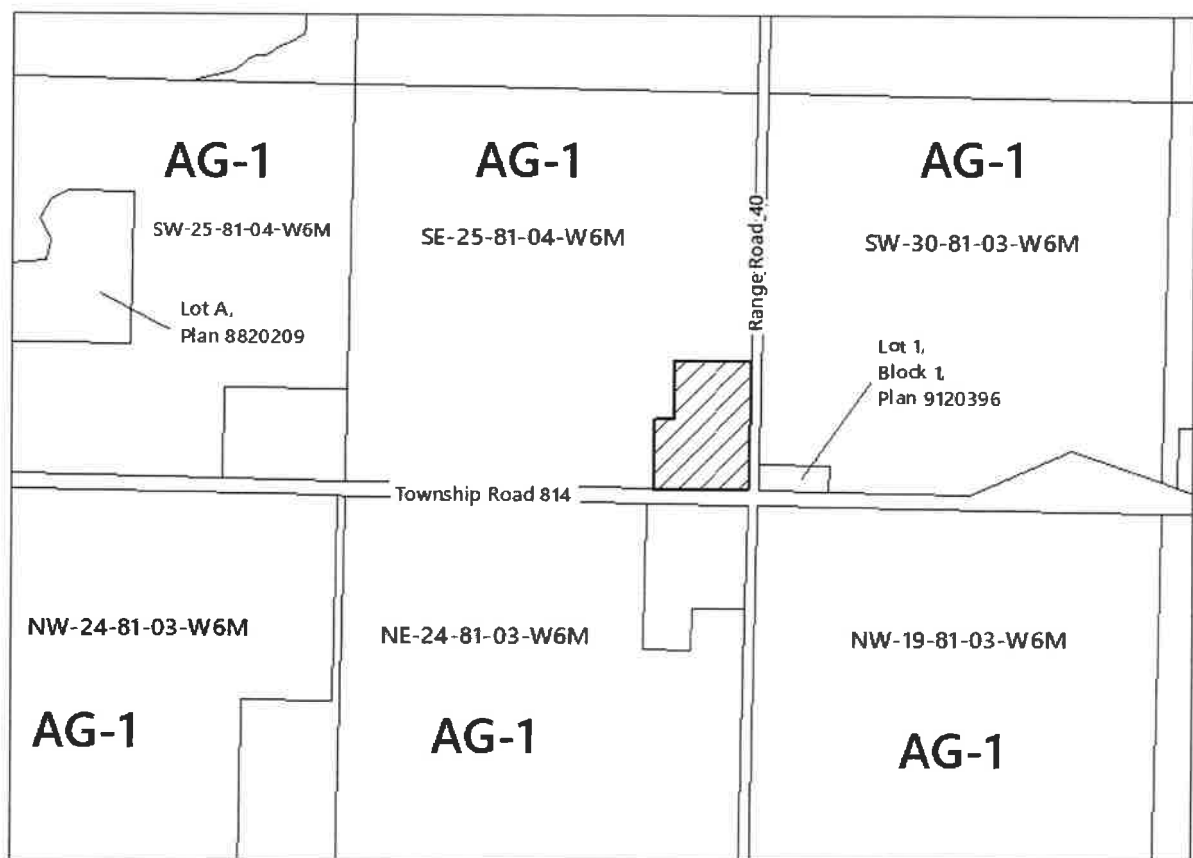 AG-1
AG-1
AG-1
SW-25-81-04-W6M
SE-25-81-04-W6M
SW-30-81-03-W6M
Range Road 40
Lot A,
Plan 8820209
Lot 1,
Block 1,
Plan 9120396
Township Road 814
NW-24-81-03-W6M
NE-24-81-03-W6M
NW-19-81-03-W6M
AG-1
AG-1
AG-1